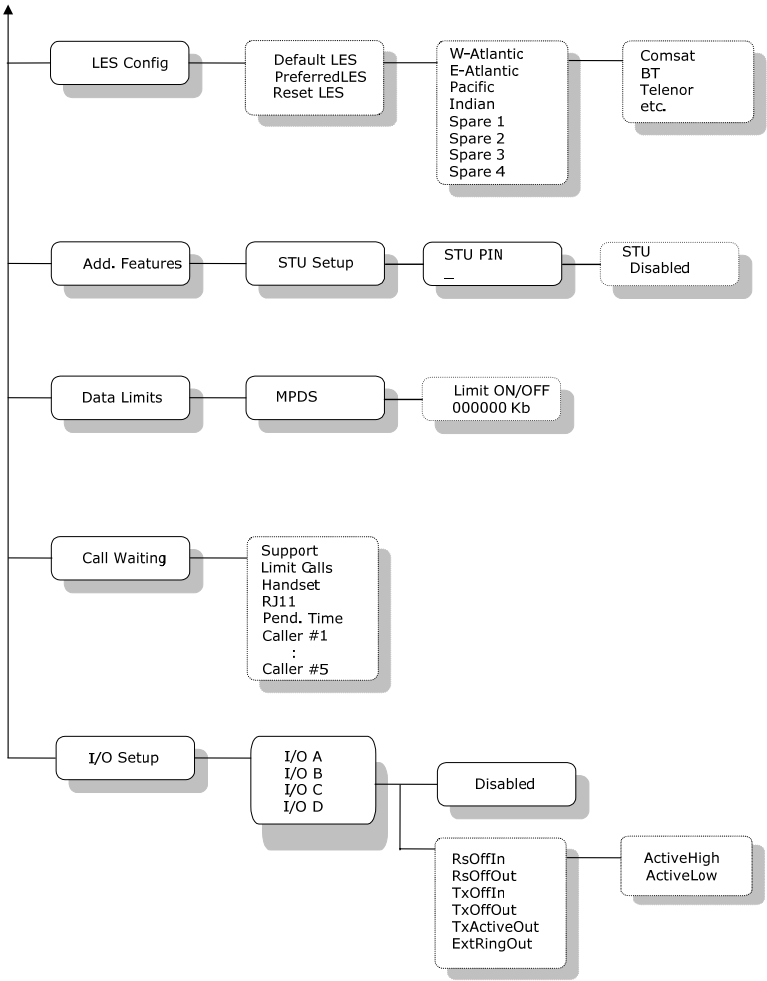 LES Config
Default LES
PreferredLES
Reset LES
W-Atlantic
E-Atlantic
Pacific
Indian
Spare 1
Spare 2
Spare 3
Spare 4
Comsat
BT
Telenor
etc.
Add. Features
STU Setup
STU PIN
_
STU
Disabled
Data Limits
MPDS
Limit ON/OFF
000000 Kb
Call Waiting
Support
Limit Calls
Handset
RJ11
Pend. Time
Caller #1
:
Caller #5
I/O Setup
I/O A
I/O B
I/O C
I/O D
Disabled
RsOffIn
RsOffOut
TxOffIn
TxOffOut
TxActiveOut
ExtRingOut
ActiveHigh
ActiveLow